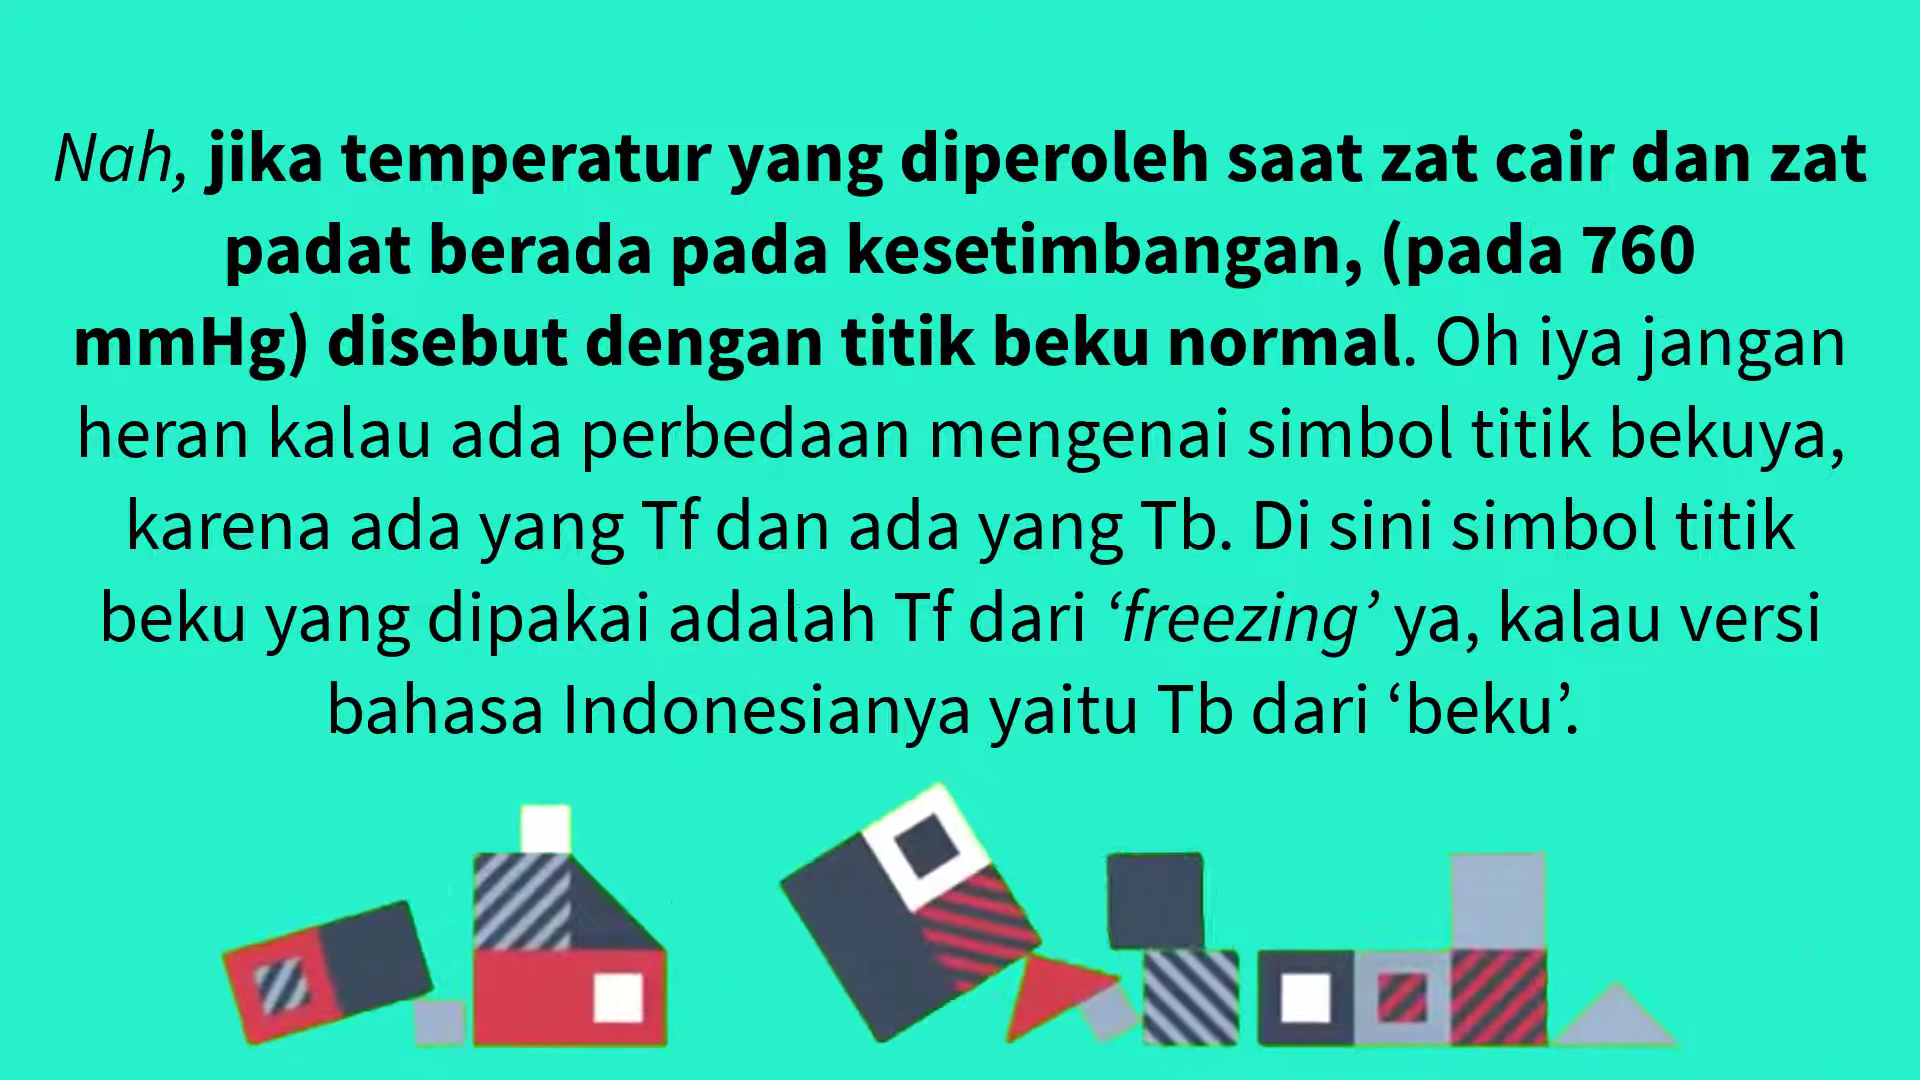 Nah, jika temperatur yang diperoleh saat zat cair dan zat
padat berada pada kesetimbangan, (pada 760
mmHg) disebut dengan titik beku normal. Oh iya jangan
heran kalau ada perbedaan mengenai simbol titik bekuya,
karena ada yang Tf dan ada yang Tb. Di sini simbol titik
beku yang dipakai adalah Tf dari ‘freezing’ ya, kalau versi
bahasa Indonesianya yaitu Tb dari ‘beku’.